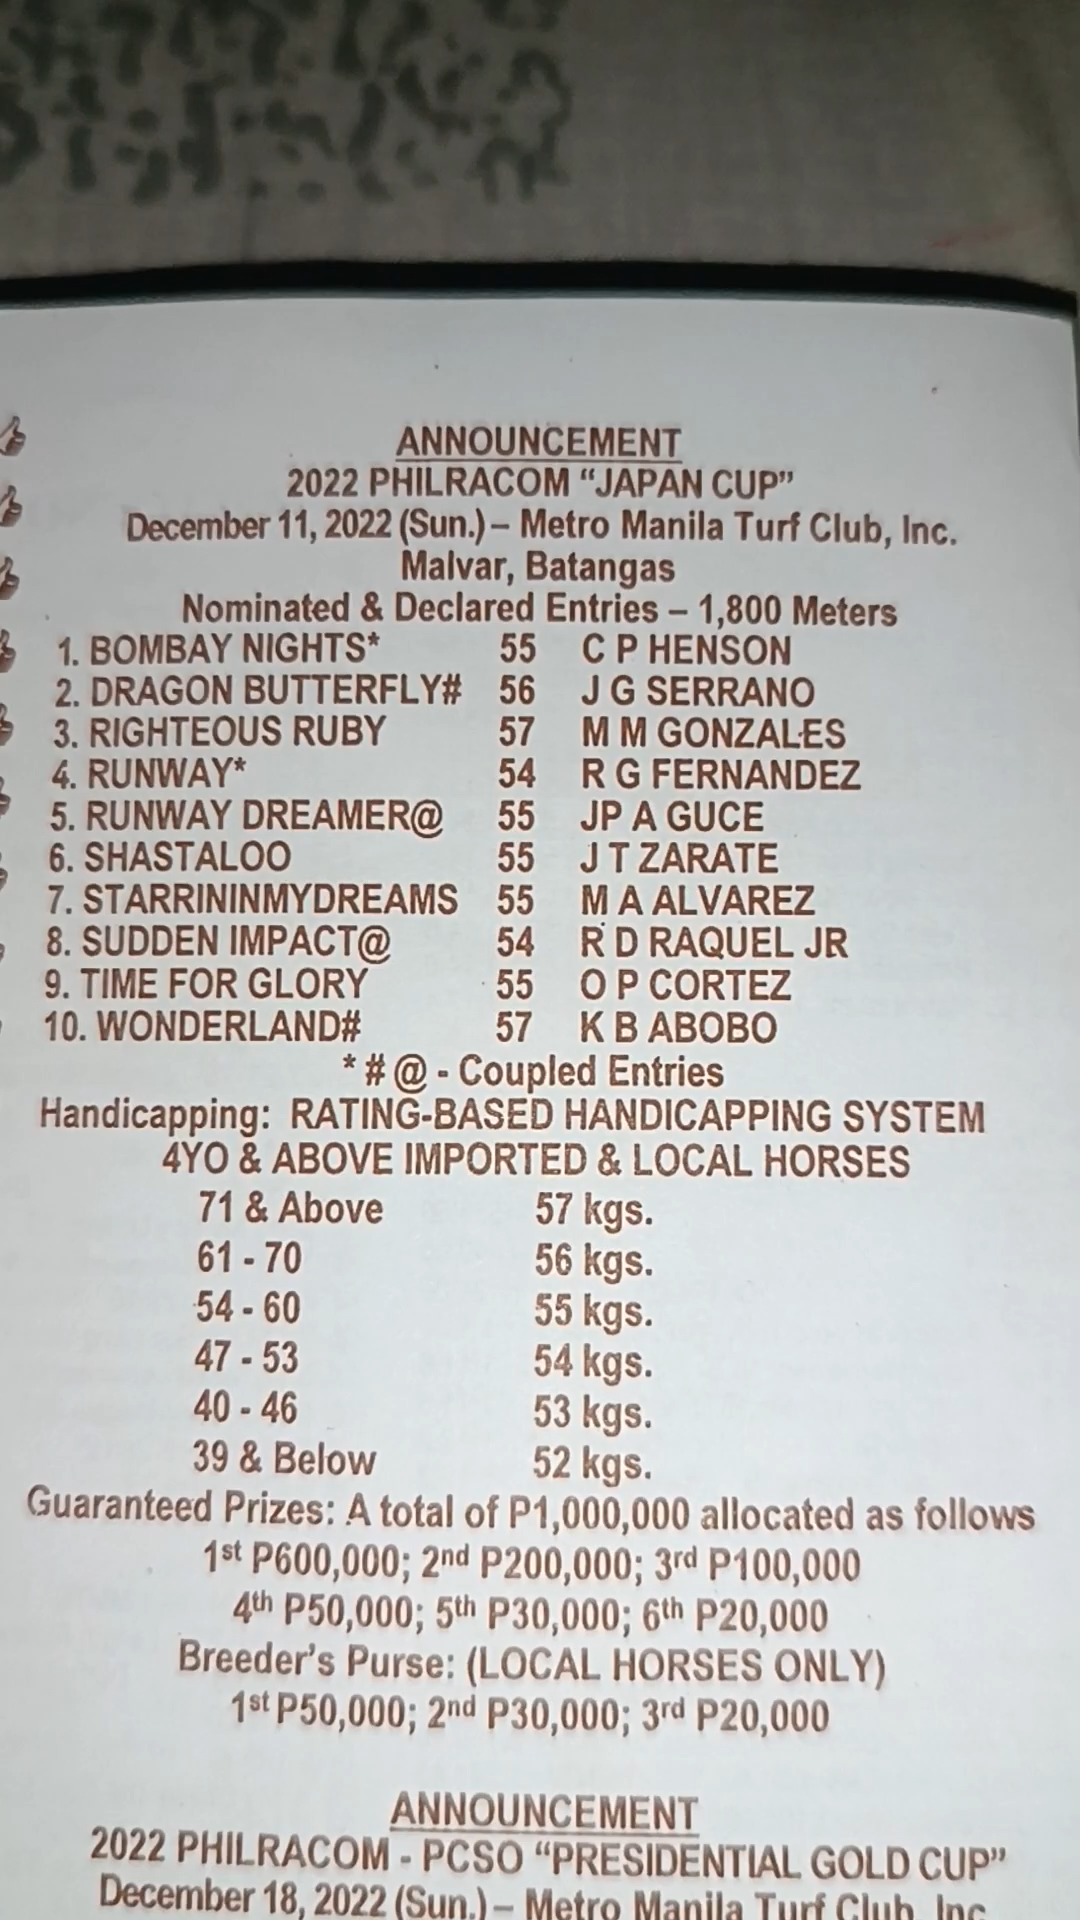 ANNOUNCEMENT
2022 PHILRACOM “JAPAN CUP”
December 11, 2022 (Sun.) – Metro Manila Turf Club, Inc.
Malvar, Batangas
Nominated & Declared Entries – 1,800 Meters
1. BOMBAY NIGHTS* 55 C P HENSON
2. DRAGON BUTTERFLY# 56 J G SERRANO
3. RIGHTEOUS RUBY 57 M M GONZALES
4. RUNWAY* 54 R G FERNANDEZ
5. RUNWAY DREAMER@ 55 JP A GUCE
6. SHASTALOO 55 J T ZARATE
7. STARRININMYDREAMS 55 M A ALVAREZ
8. SUDDEN IMPACT@ 54 R D RAQUEL JR
9. TIME FOR GLORY 55 O P CORTEZ
10. WONDERLAND# 57 K B ABOBO
* # @ - Coupled Entries
Handicapping: RATING-BASED HANDICAPPING SYSTEM
4YO & ABOVE IMPORTED & LOCAL HORSES
71 & Above 57 kgs.
61 - 70 56 kgs.
54 - 60 55 kgs.
47 - 53 54 kgs.
40 - 46 53 kgs.
39 & Below 52 kgs.
Guaranteed Prizes: A total of P1,000,000 allocated as follows
1st P600,000; 2nd P200,000; 3rd P100,000
4th P50,000; 5th P30,000; 6th P20,000
Breeder’s Purse: (LOCAL HORSES ONLY)
1st P50,000; 2nd P30,000; 3rd P20,000
ANNOUNCEMENT
2022 PHILRACOM - PCSO “PRESIDENTIAL GOLD CUP”
December 18, 2022 (Sun.) – Metro Manila Turf Club, Inc